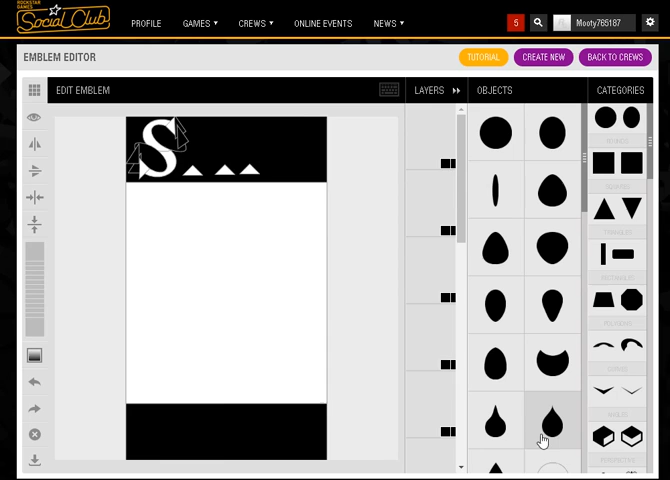 ROCKSTAR GAMES
Social Club
PROFILE GAMES CREWS ONLINE EVENTS NEWS 5 Mooty765187
EMBLEM EDITOR TUTORIAL CREATE NEW BACK TO CREWS
EDIT EMBLEM LAYERS OBJECTS CATEGORIES
S
ROUNDS
SQUARES
TRIANGLES
RECTANGLES
POLYGONS
CURVES
ANGLES
PERSPECTIVE